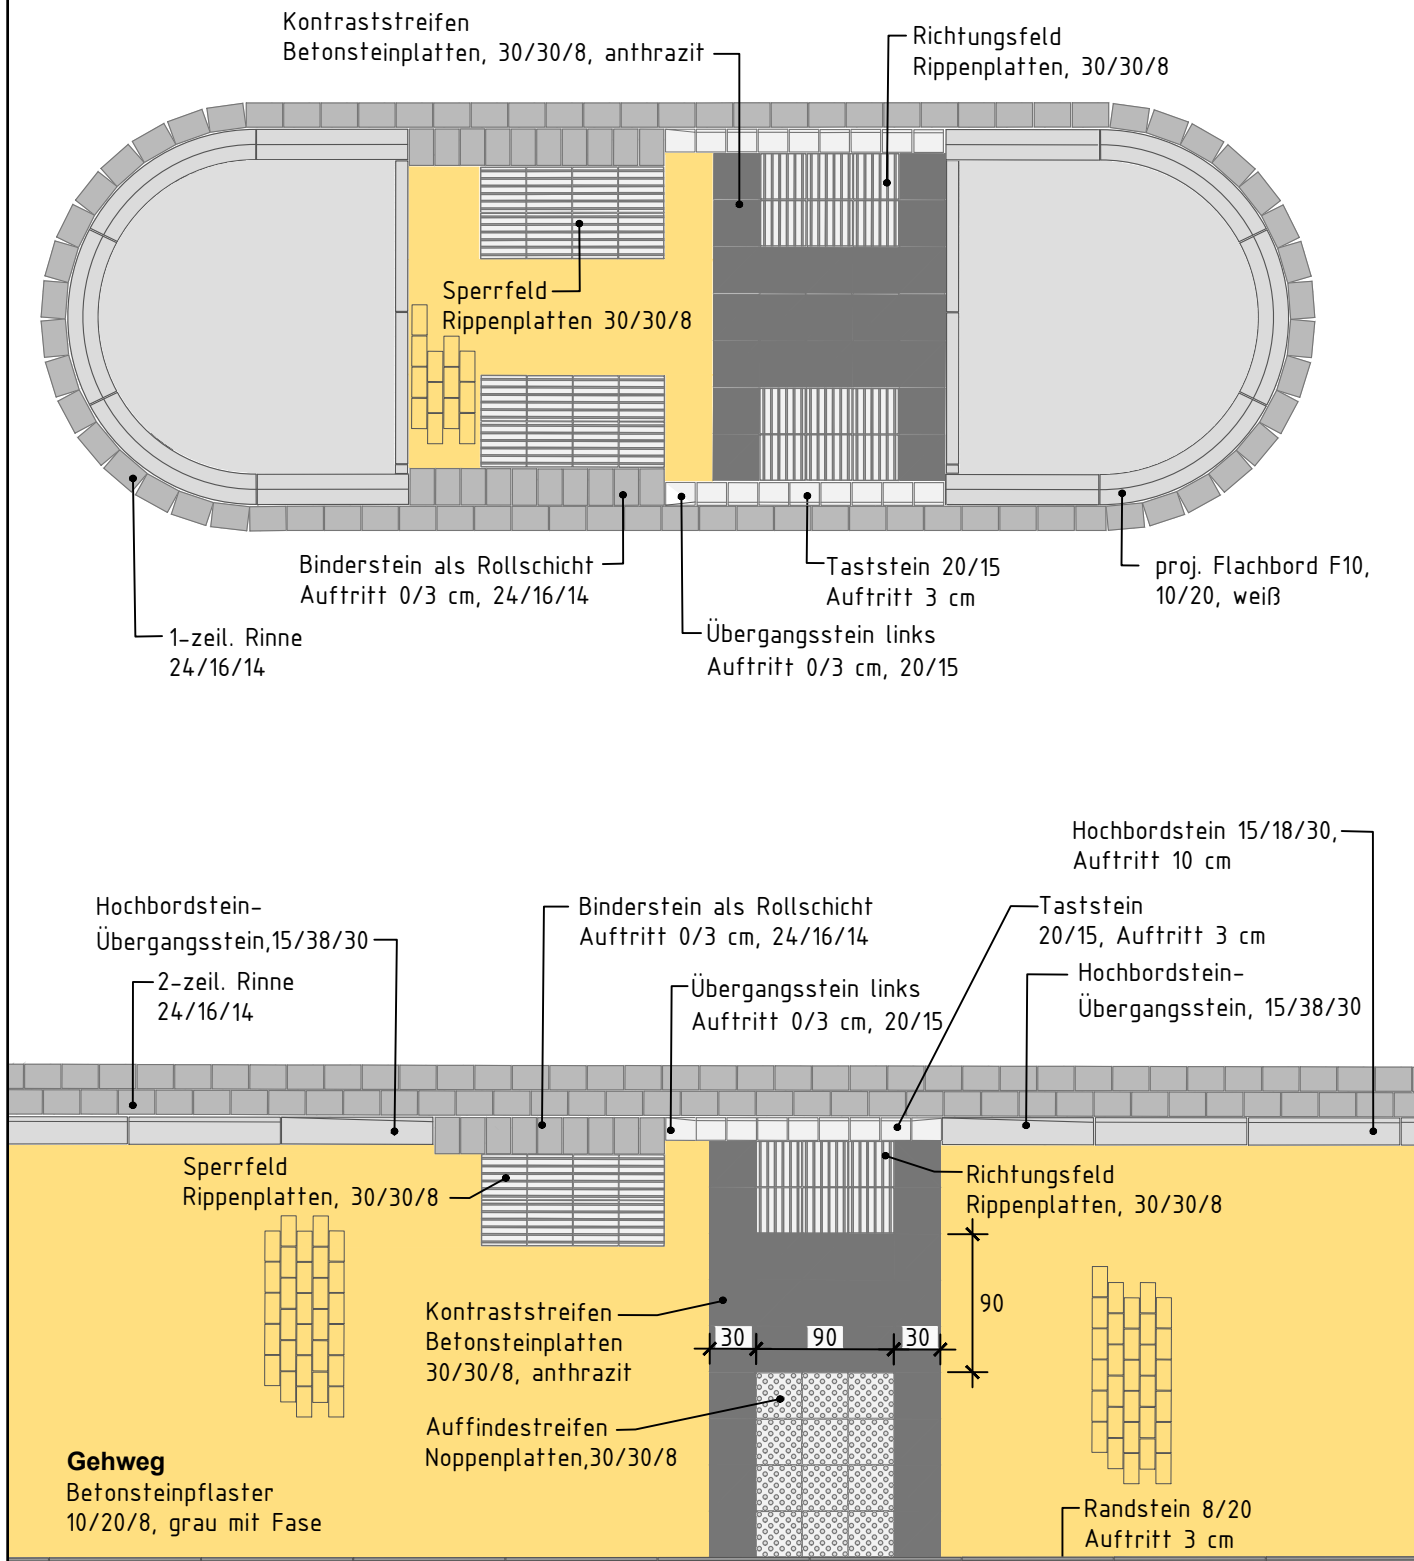 Kontraststreifen
Betonsteinplatten, 30/30/8, anthrazit
Richtungsfeld
Rippenplatten, 30/30/8
Sperrfeld
Rippenplatten 30/30/8
Binderstein als Rollschicht
Auftritt 0/3 cm, 24/16/14
Taststein 20/15
Auftritt 3 cm
proj. Flachbord F10,
10/20, weiß
1-zeil. Rinne
24/16/14
Übergangsstein links
Auftritt 0/3 cm, 20/15
Hochbordstein 15/18/30,
Auftritt 10 cm
Hochbordstein-
Übergangsstein,15/38/30
Binderstein als Rollschicht
Auftritt 0/3 cm, 24/16/14
Taststein
20/15, Auftritt 3 cm
2-zeil. Rinne
24/16/14
Übergangsstein links
Auftritt 0/3 cm, 20/15
Hochbordstein-
Übergangsstein, 15/38/30
Sperrfeld
Rippenplatten, 30/30/8
Richtungsfeld
Rippenplatten, 30/30/8
90
Kontraststreifen
Betonsteinplatten
30/30/8, anthrazit
30 90 30
Auffindestreifen
Noppenplatten,30/30/8
Gehweg
Betonsteinpflaster
10/20/8, grau mit Fase
Randstein 8/20
Auftritt 3 cm